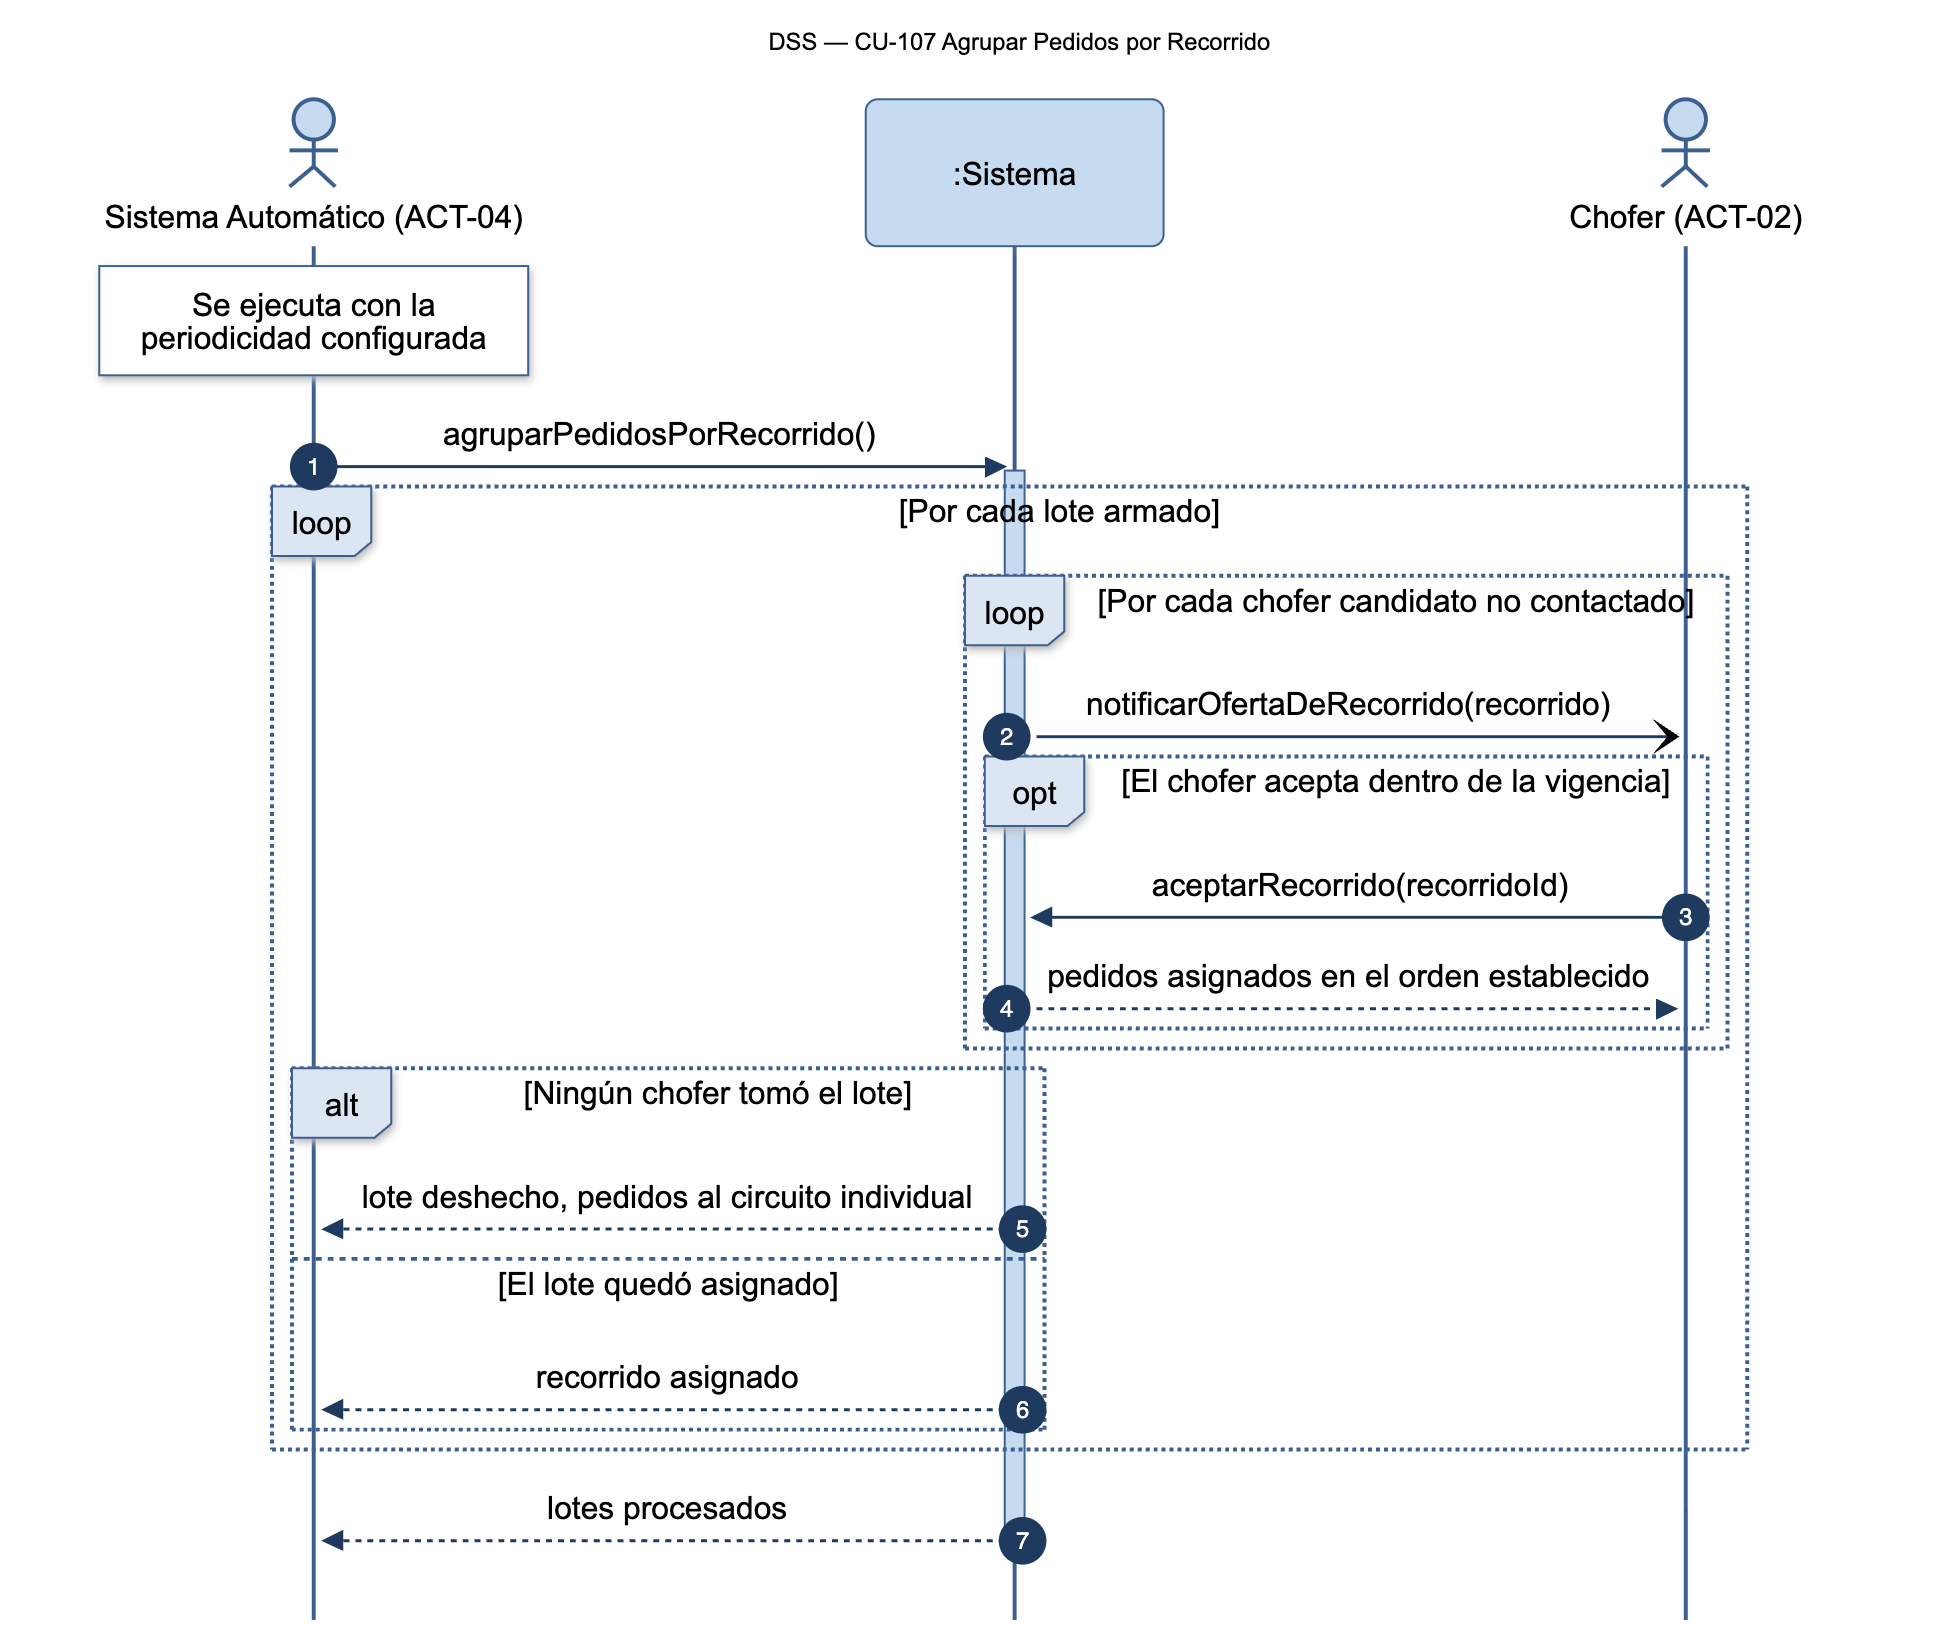 DSS — CU-107 Agrupar Pedidos por Recorrido
Sistema Automático (ACT-04)
:Sistema
Chofer (ACT-02)
Se ejecuta con la
periodicidad configurada
agruparPedidosPorRecorrido()
1
loop
[Por cada lote armado]
loop
[Por cada chofer candidato no contactado]
notificarOfertaDeRecorrido(recorrido)
2
opt
[El chofer acepta dentro de la vigencia]
aceptarRecorrido(recorridoId)
3
pedidos asignados en el orden establecido
4
alt
[Ningún chofer tomó el lote]
lote deshecho, pedidos al circuito individual
5
[El lote quedó asignado]
recorrido asignado
6
lotes procesados
7